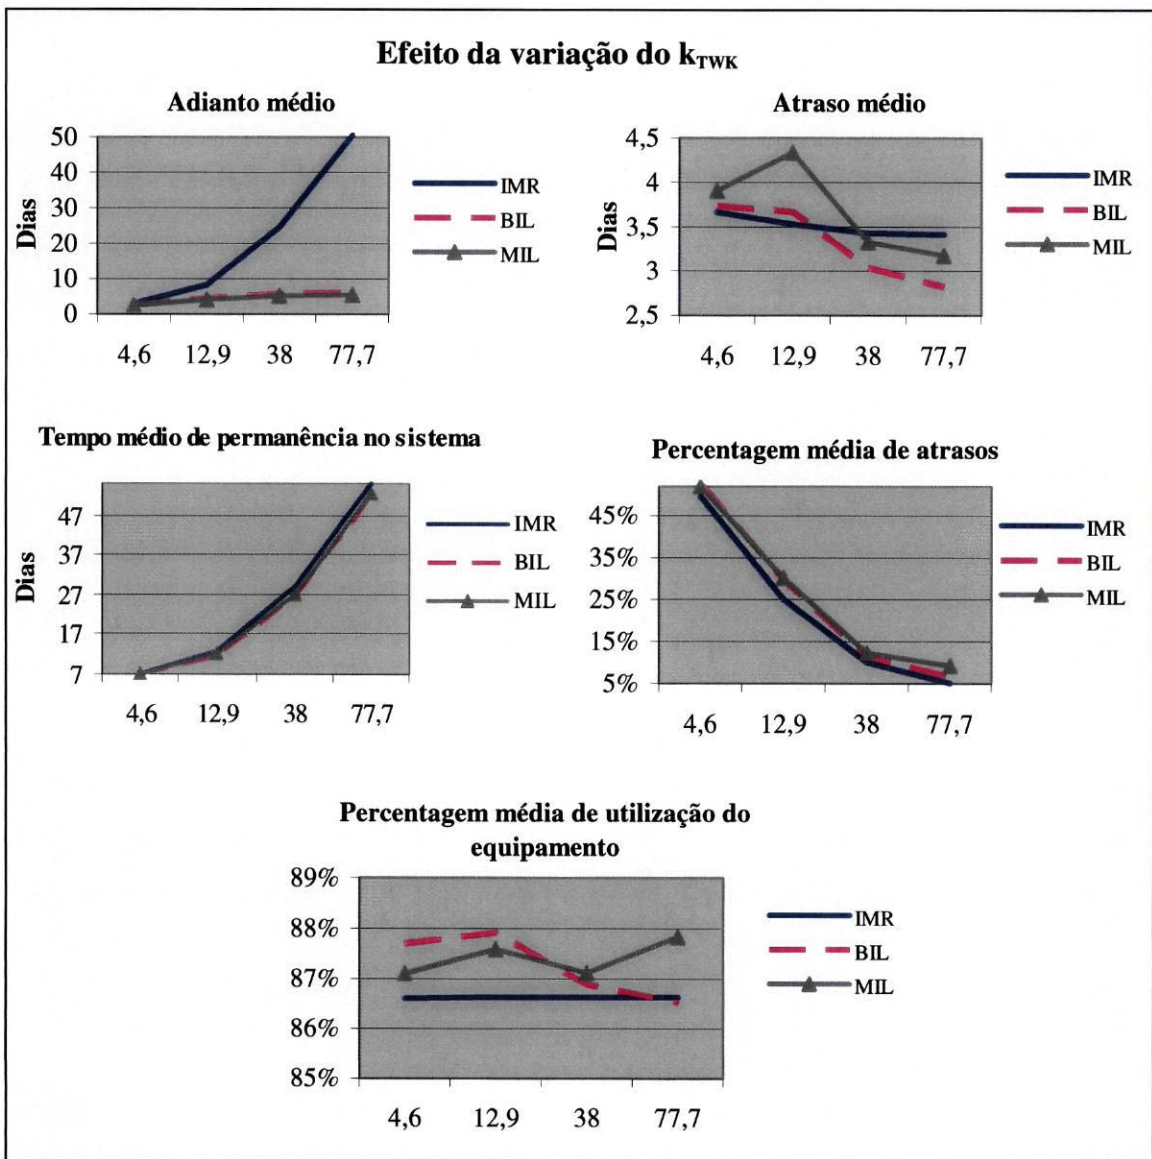 Efeito da variação do kTWK
Adianto médio
50
40
30
20
10
0
Dias
4,6 12,9 38 77,7
IMR
BIL
MIL
Atraso médio
4,5
4
3,5
3
2,5
Dias
4,6 12,9 38 77,7
IMR
BIL
MIL
Tempo médio de permanência no sistema
47
37
27
17
7
Dias
4,6 12,9 38 77,7
IMR
BIL
MIL
Percentagem média de atrasos
45%
35%
25%
15%
5%
4,6 12,9 38 77,7
IMR
BIL
MIL
Percentagem média de utilização do
equipamento
89%
88%
87%
86%
85%
4,6 12,9 38 77,7
IMR
BIL
MIL